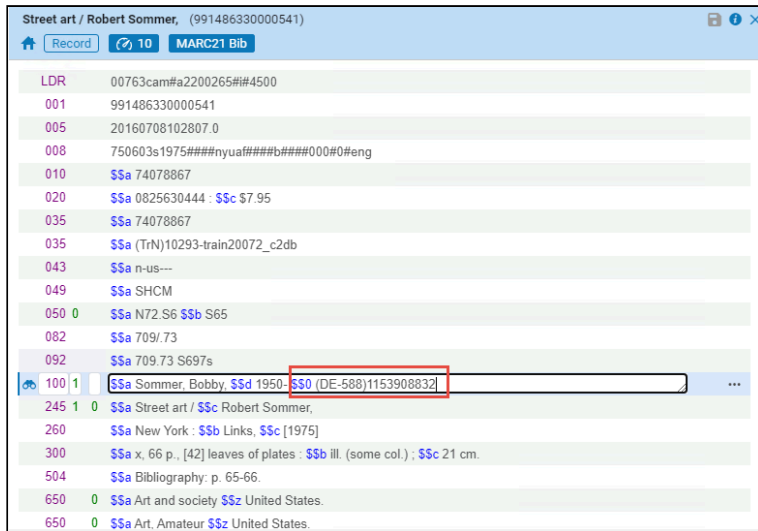 Street art / Robert Sommer, (991486330000541)
Record 10 MARC21 Bib
LDR 00763cam#a2200265#i#4500
001 991486330000541
005 20160708102807.0
008 750603s1975####nyuaf####b####000#0#eng
010 $$a 74078867
020 $$a 0825630444 : $$c $7.95
035 $$a 74078867
035 $$a (TrN)10293-train20072_c2db
043 $$a n-us---
049 $$a SHCM
050 0 $$a N72.S6 $$b S65
082 $$a 709/.73
092 $$a 709.73 S697s
100 1 $$a Sommer, Bobby, $$d 1950- $$0 (DE-588)1153908832
245 1 0 $$a Street art / $$c Robert Sommer,
260 $$a New York : $$b Links, $$c [1975]
300 $$a x, 66 p., [42] leaves of plates : $$b ill. (some col.) ; $$c 21 cm.
504 $$a Bibliography: p. 65-66.
650 0 $$a Art and society $$z United States.
650 0 $$a Art, Amateur $$z United States.